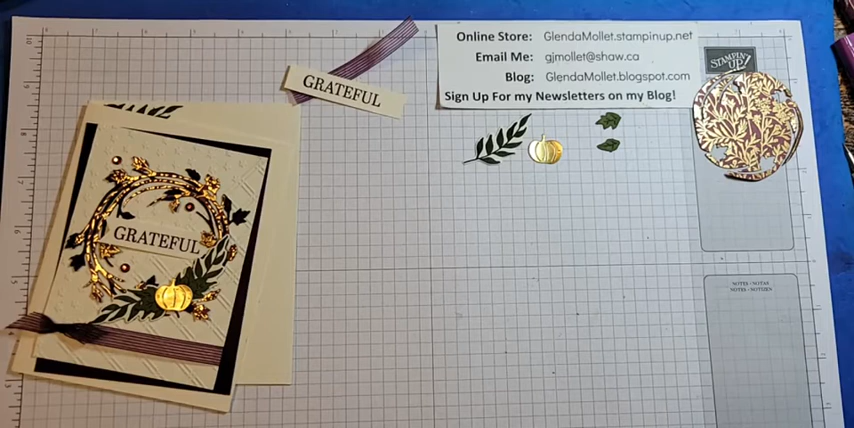 Online Store: GlendaMollet.stampinup.net
Email Me: gjmollet@shaw.ca
Blog: GlendaMollet.blogspot.com
Sign Up For my Newsletters on my Blog!
STAMPIN' UP!
GRATEFUL
GRATEFUL
NOTES • NOTAS
NOTES • NOTIZEN